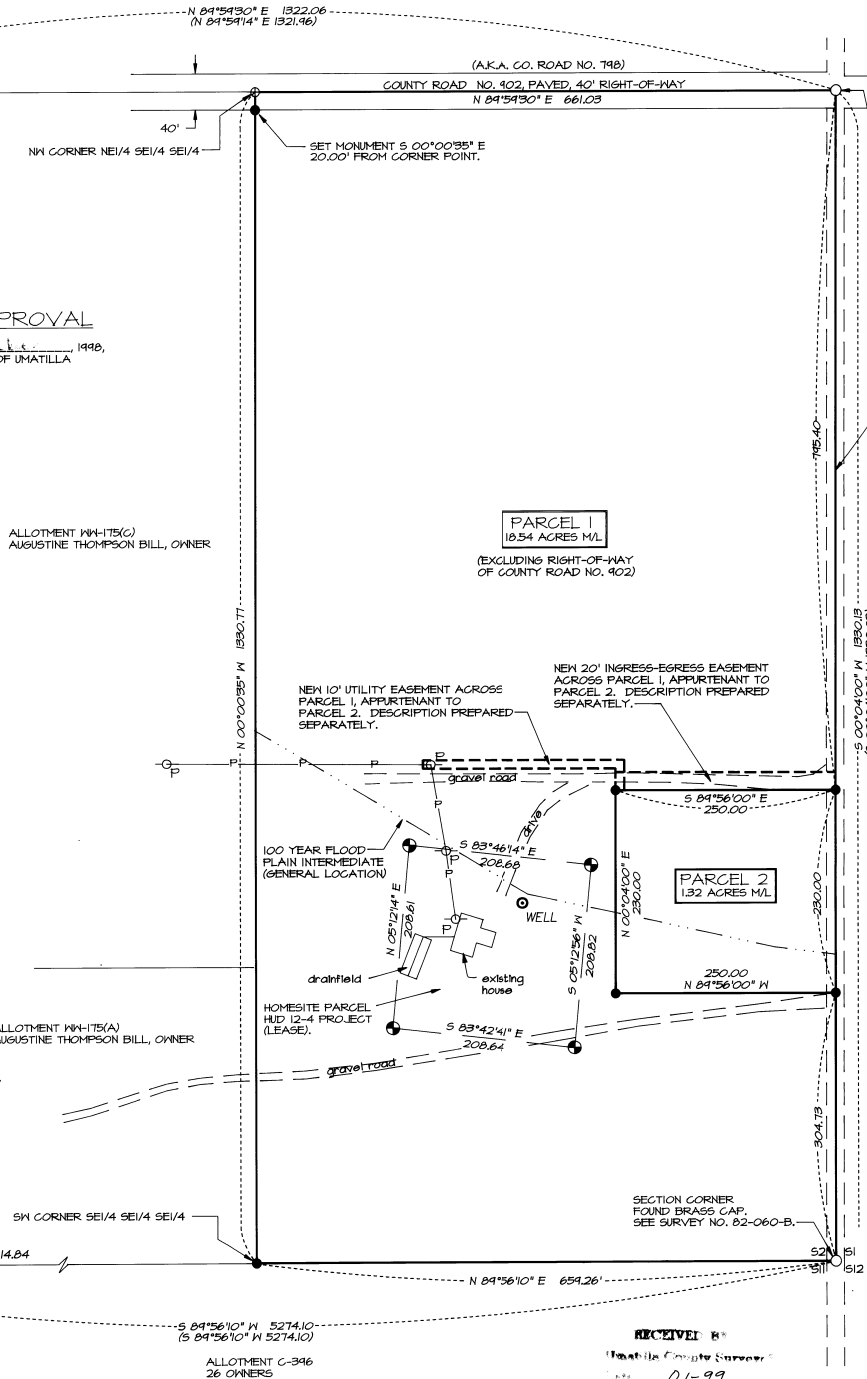 N 89°59'30" E 1322.06
(N 89°59'14" E 1321.96)
(A.K.A. CO. ROAD NO. 798)
COUNTY ROAD NO. 902, PAVED, 40' RIGHT-OF-WAY
N 89°59'30" E 661.03
40'
NW CORNER NE1/4 SE1/4 SE1/4
SET MONUMENT S 00°00'35" E
20.00' FROM CORNER POINT.
PROVAL
, 1998,
OF UMATILLA
795.40
PARCEL 1
18.54 ACRES M/L
(EXCLUDING RIGHT-OF-WAY
OF COUNTY ROAD NO. 902)
ALLOTMENT WW-175(C)
AUGUSTINE THOMPSON BILL, OWNER
N 00°00'35" W 1330.77
S 00°04'00" W 1330.13
NEW 10' UTILITY EASEMENT ACROSS
PARCEL 1, APPURTENANT TO
PARCEL 2. DESCRIPTION PREPARED
SEPARATELY.
NEW 20' INGRESS-EGRESS EASEMENT
ACROSS PARCEL 1, APPURTENANT TO
PARCEL 2. DESCRIPTION PREPARED
SEPARATELY.
P
P
P
P
P
gravel road
S 89°56'00" E
250.00
P
drive
100 YEAR FLOOD
PLAIN INTERMEDIATE
(GENERAL LOCATION)
S 83°46'14" E
208.68
P
P
PARCEL 2
1.32 ACRES M/L
N 00°04'00" E
230.00
230.00
N 05°12'14" E
208.61
P
WELL
S 05°12'56" W
208.82
drainfield
existing
house
250.00
N 89°56'00" W
HOMESITE PARCEL
HUD 12-4 PROJECT
(LEASE).
S 83°42'41" E
208.64
ALLOTMENT WW-175(A)
AUGUSTINE THOMPSON BILL, OWNER
gravel road
304.73
SECTION CORNER
FOUND BRASS CAP.
SEE SURVEY NO. 82-060-B.
SW CORNER SE1/4 SE1/4 SE1/4
14.84
S2 S1
S11 S12
N 89°56'10" E 659.26'
S 89°56'10" W 5274.10
(S 89°56'10" W 5274.10)
ALLOTMENT C-396
26 OWNERS
RECEIVED BY
Umatilla County Surveyor
01-99